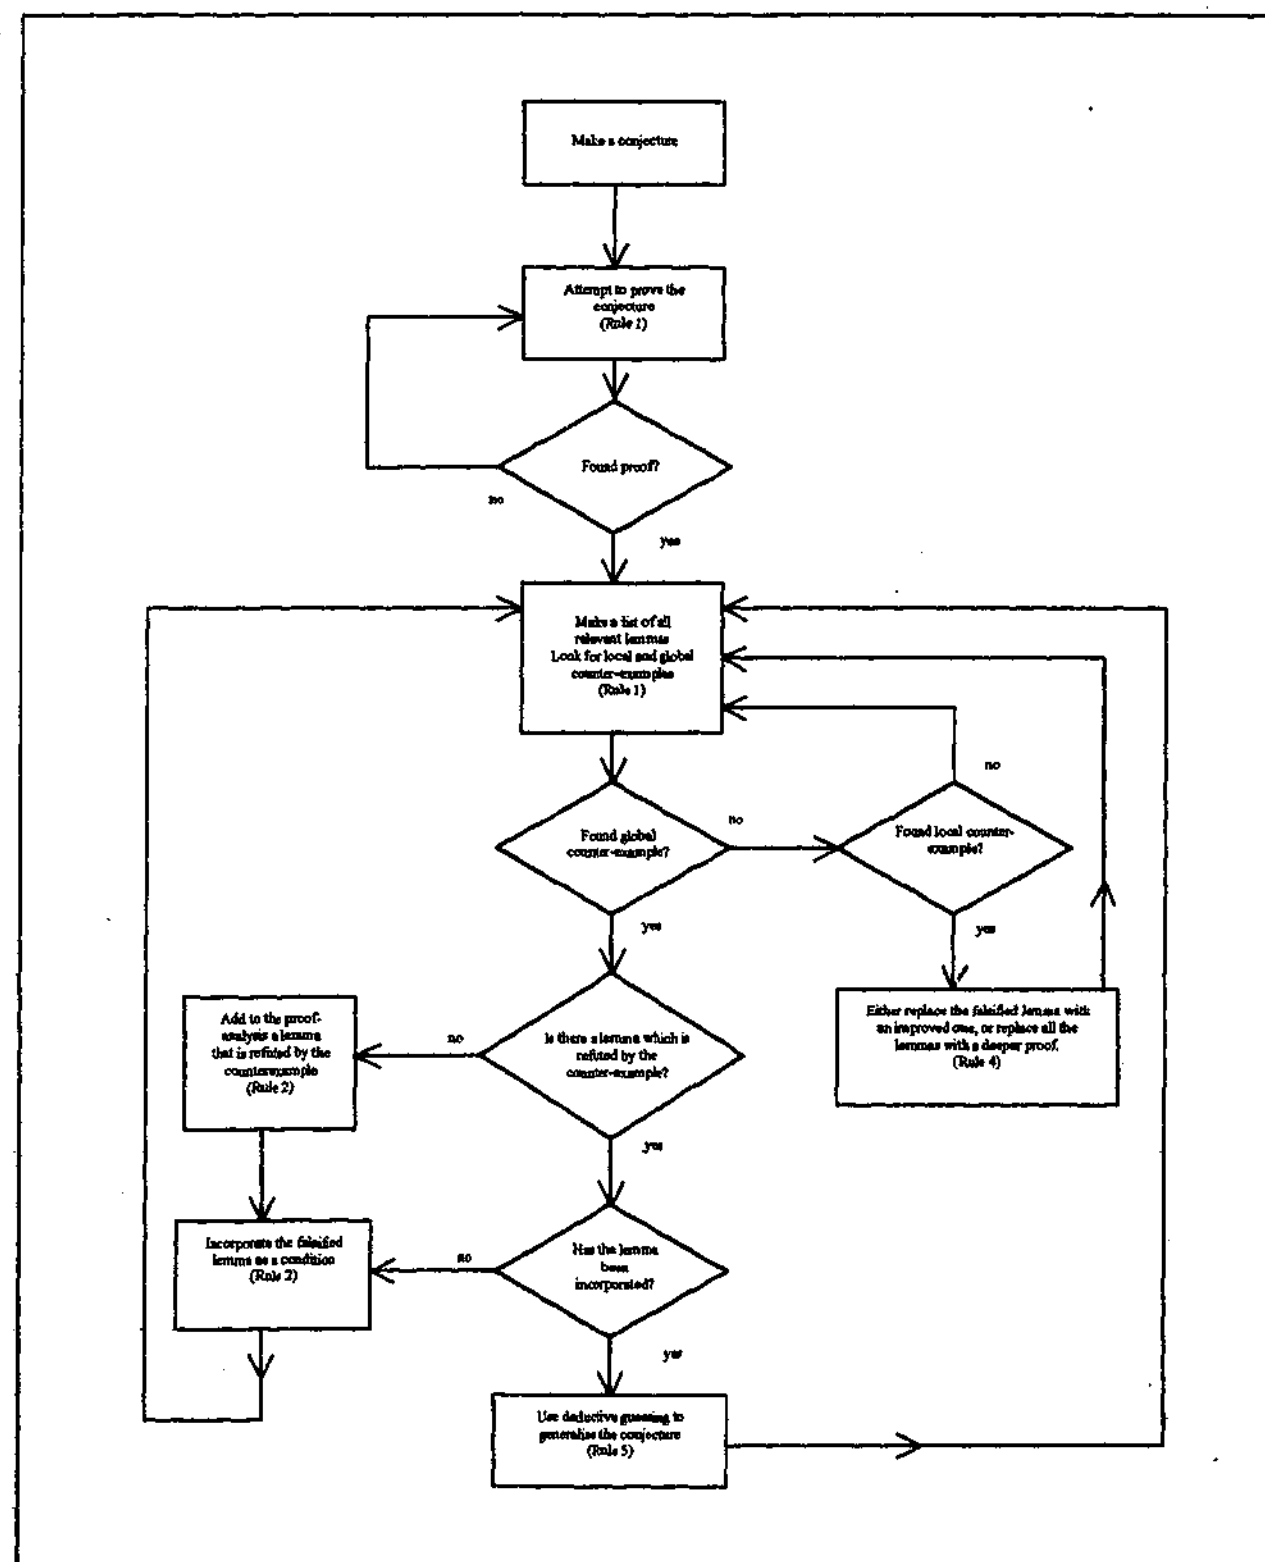 Make a conjecture
Attempt to prove the
conjecture
(Rule 1)
Found proof?
no
yes
Make a list of all
relevant lemmas
Look for local and global
counter-examples
(Rule 1)
no
Found global
counter-example?
no
Found local counter-
example?
yes
yes
Add to the proof-
analysis a lemma
that is refuted by the
counterexample
(Rule 2)
no
Is there a lemma which is
refuted by the
counter-example?
Either replace the falsified lemma with
an improved one, or replace all the
lemmas with a deeper proof.
(Rule 4)
yes
Incorporate the falsified
lemma as a condition
(Rule 2)
no
Has the lemma
been
incorporated?
yes
Use deductive guessing to
generalise the conjecture
(Rule 5)